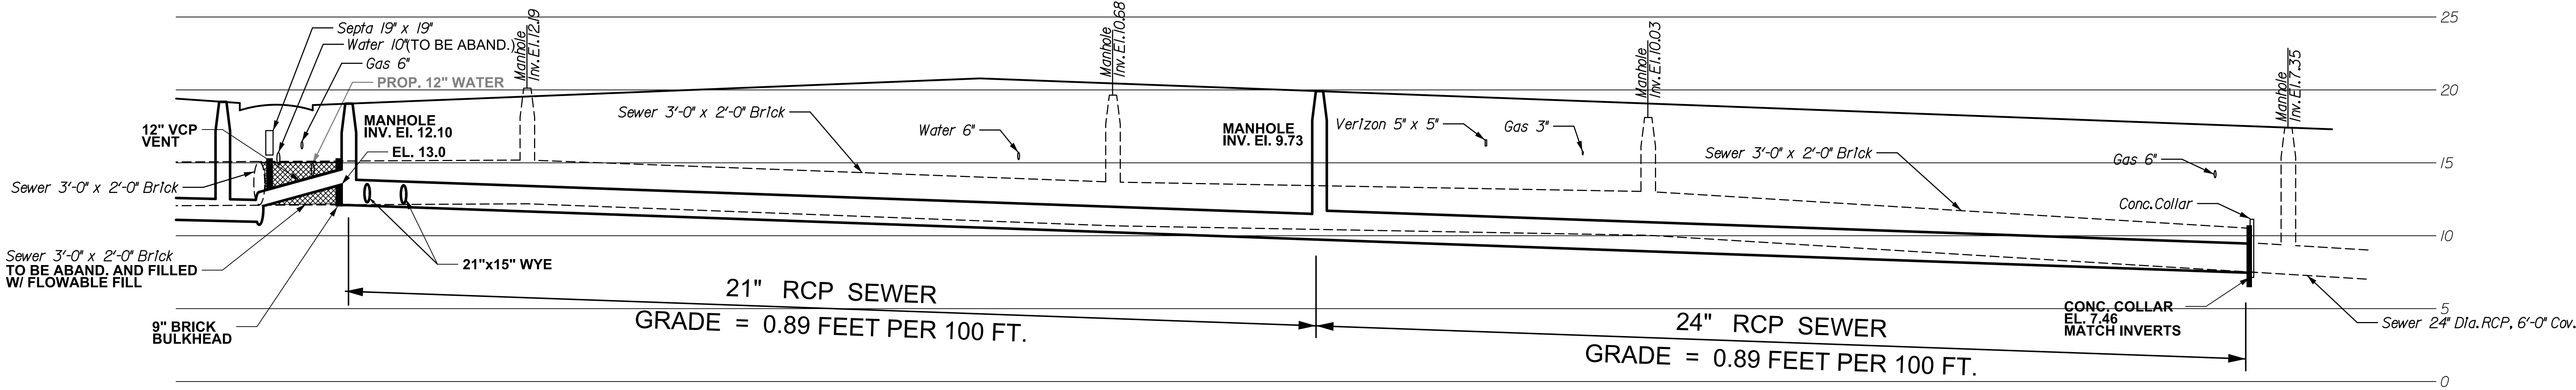 Septa 19" x 19"
Water 10"(TO BE ABAND.)
Gas 6"
PROP. 12" WATER
12" VCP
VENT
Sewer 3'-0" x 2'-0" Brick
Sewer 3'-0" x 2'-0" Brick
TO BE ABAND. AND FILLED
W/ FLOWABLE FILL
9" BRICK
BULKHEAD
MANHOLE
INV. El. 12.10
EL. 13.0
21"x15" WYE
Manhole
Inv.El.12.19
Sewer 3'-0" x 2'-0" Brick
Water 6"
Manhole
Inv.El.10.68
MANHOLE
INV. El. 9.73
Verizon 5" x 5"
Gas 3"
Manhole
Inv.El.10.03
Sewer 3'-0" x 2'-0" Brick
Gas 6"
Conc.Collar
Manhole
Inv.El.7.35
21" RCP SEWER
GRADE = 0.89 FEET PER 100 FT.
24" RCP SEWER
GRADE = 0.89 FEET PER 100 FT.
CONC. COLLAR
EL. 7.46
MATCH INVERTS
Sewer 24" Dia.RCP, 6'-0" Cov.
25
20
15
10
5
0